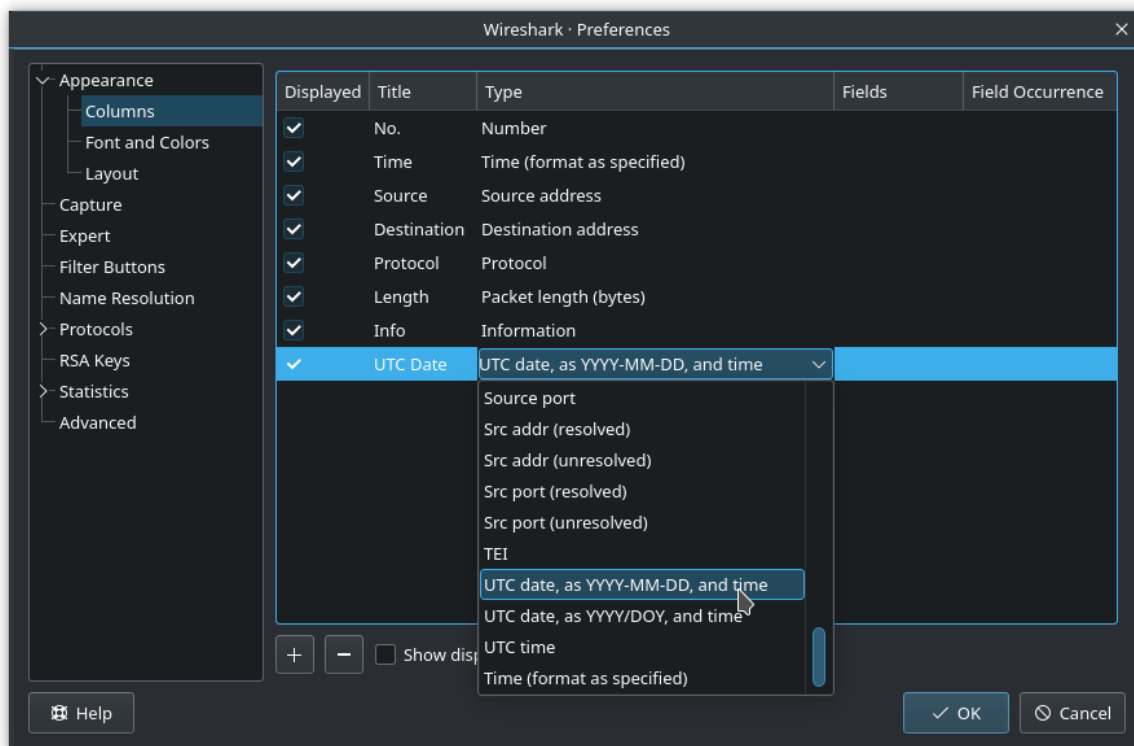 Wireshark · Preferences
Appearance
Columns
Font and Colors
Layout
Capture
Expert
Filter Buttons
Name Resolution
Protocols
RSA Keys
Statistics
Advanced
Displayed Title Type Fields Field Occurrence
No. Number
Time Time (format as specified)
Source Source address
Destination Destination address
Protocol Protocol
Length Packet length (bytes)
Info Information
UTC Date UTC date, as YYYY-MM-DD, and time
Source port
Src addr (resolved)
Src addr (unresolved)
Src port (resolved)
Src port (unresolved)
TEI
UTC date, as YYYY-MM-DD, and time
UTC date, as YYYY/DOY, and time
UTC time
Time (format as specified)
+ − Show disp
Help OK Cancel